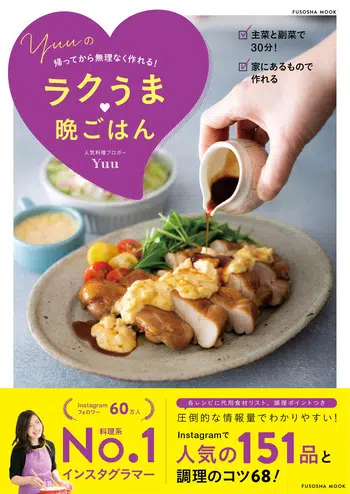 FUSOSHA MOOK
Yuuの
帰ってから無理なく作れる!
ラクうま
晩ごはん
人気料理ブロガー
Yuu
主菜と副菜で
30分!
家にあるもので
作れる
Instagram
フォロワー 60万人
料理系
No.1
インスタグラマー
各レシピに代用食材リスト、調理ポイントつき
圧倒的な情報量でわかりやすい!
Instagramで
人気の151品と
調理のコツ68!
FUSOSHA MOOK